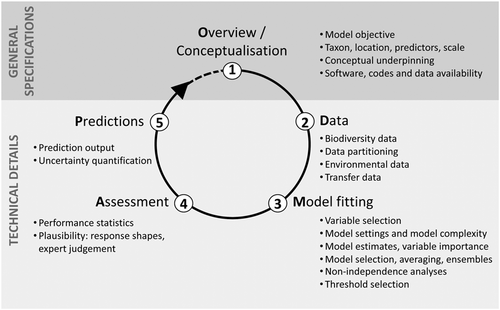 GENERAL
SPECIFICATIONS
Overview /
Conceptualisation
1
• Model objective
• Taxon, location, predictors, scale
• Conceptual underpinning
• Software, codes and data availability
TECHNICAL DETAILS
2
Data
• Biodiversity data
• Data partitioning
• Environmental data
• Transfer data
3
Model fitting
• Variable selection
• Model settings and model complexity
• Model estimates, variable importance
• Model selection, averaging, ensembles
• Non-independence analyses
• Threshold selection
Assessment
4
• Performance statistics
• Plausibility: response shapes,
expert judgement
Predictions
5
• Prediction output
• Uncertainty quantification